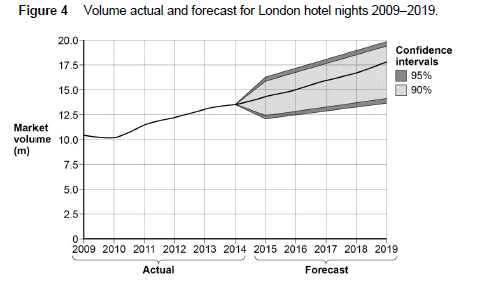 Figure 4 Volume actual and forecast for London hotel nights 2009–2019.
20.0
17.5
15.0
12.5
10.0
7.5
5.0
2.5
0
Market
volume
(m)
Confidence
intervals
95%
90%
2009 2010 2011 2012 2013 2014 2015 2016 2017 2018 2019
Actual
Forecast